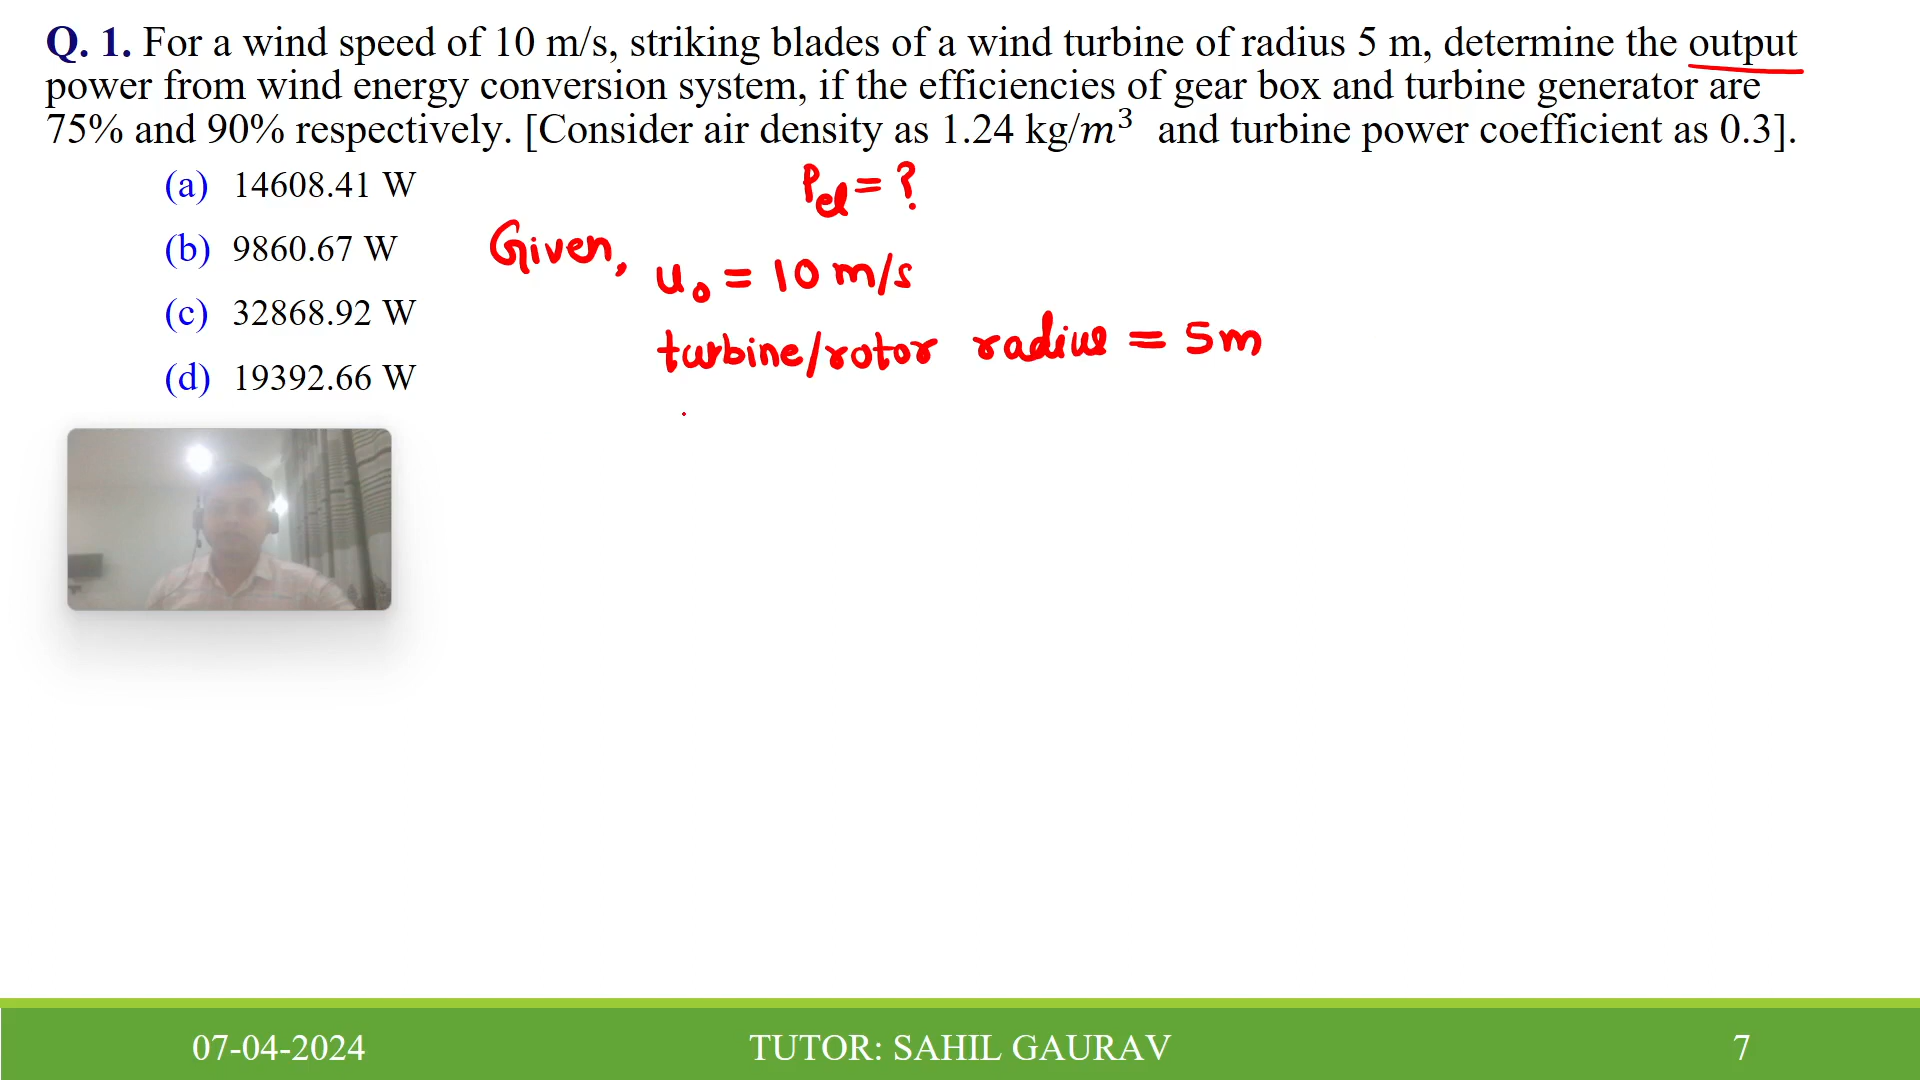 Q. 1. For a wind speed of 10 m/s, striking blades of a wind turbine of radius 5 m, determine the output
power from wind energy conversion system, if the efficiencies of gear box and turbine generator are
75% and 90% respectively. [Consider air density as 1.24 kg/m³ and turbine power coefficient as 0.3].
(a) 14608.41 W
(b) 9860.67 W
(c) 32868.92 W
(d) 19392.66 W
Pel = ?
Given,
u₀ = 10 m/s
turbine/rotor radius = 5m
07-04-2024
TUTOR: SAHIL GAURAV
7